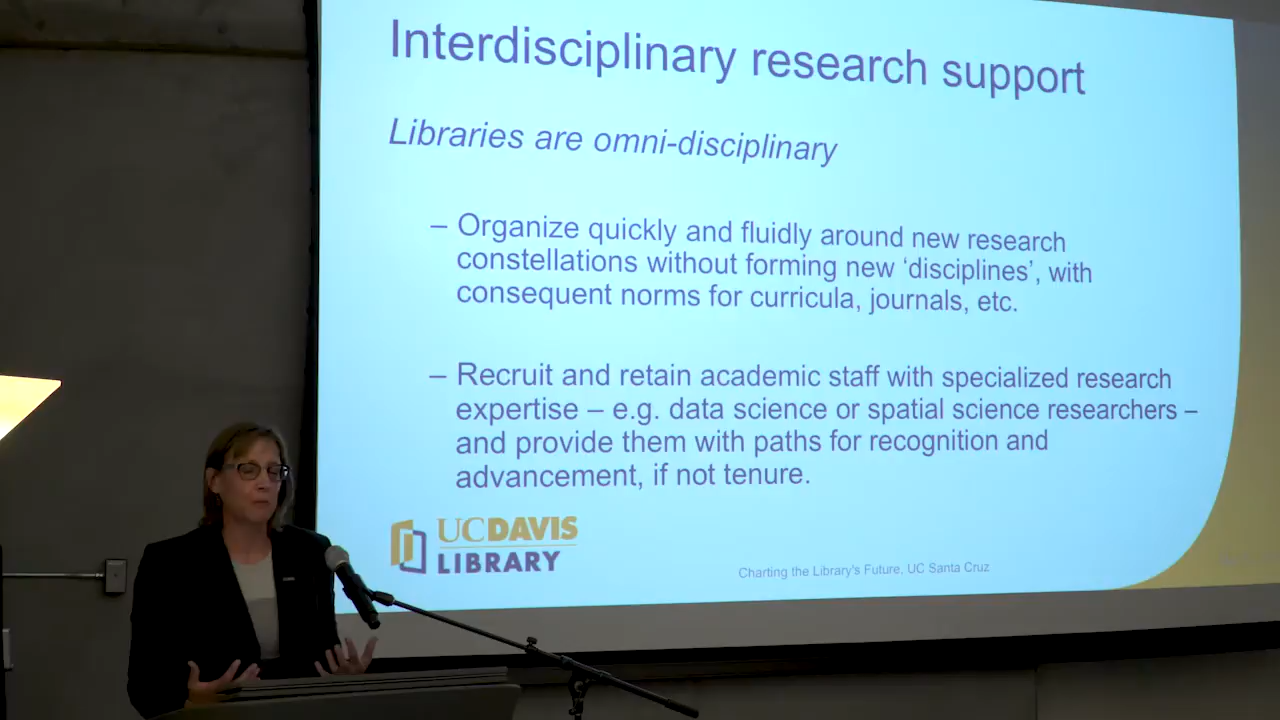 Interdisciplinary research support
Libraries are omni-disciplinary
– Organize quickly and fluidly around new research
constellations without forming new ‘disciplines’, with
consequent norms for curricula, journals, etc.
– Recruit and retain academic staff with specialized research
expertise – e.g. data science or spatial science researchers –
and provide them with paths for recognition and
advancement, if not tenure.
UCDAVIS
LIBRARY
Charting the Library's Future, UC Santa Cruz